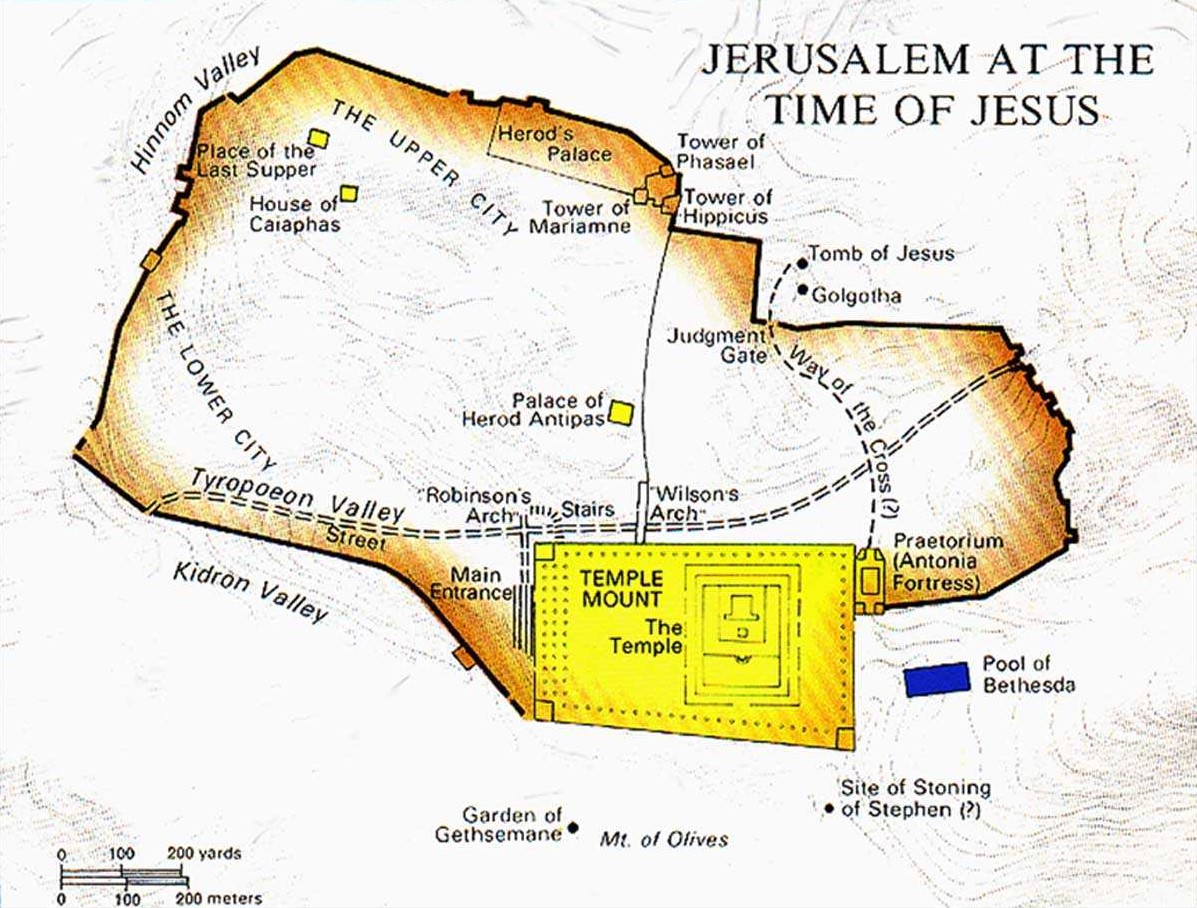 JERUSALEM AT THE
TIME OF JESUS
Hinnom Valley
THE UPPER CITY
Place of the
Last Supper
House of
Caiaphas
Herod's
Palace
Tower of
Phasael
Tower of
Hippicus
Tower of
Mariamne
Tomb of Jesus
Golgotha
Judgment
Gate
Way of the Cross (?)
THE LOWER CITY
Palace of
Herod Antipas
Tyropoeon Valley
Street
"Robinson's
Arch"
Stairs
"Wilson's
Arch"
Kidron Valley
Main
Entrance
TEMPLE
MOUNT
The
Temple
Praetorium
(Antonia
Fortress)
Pool of
Bethesda
Site of Stoning
of Stephen (?)
Garden of
Gethsemane
Mt. of Olives
0 100 200 yards
0 100 200 meters